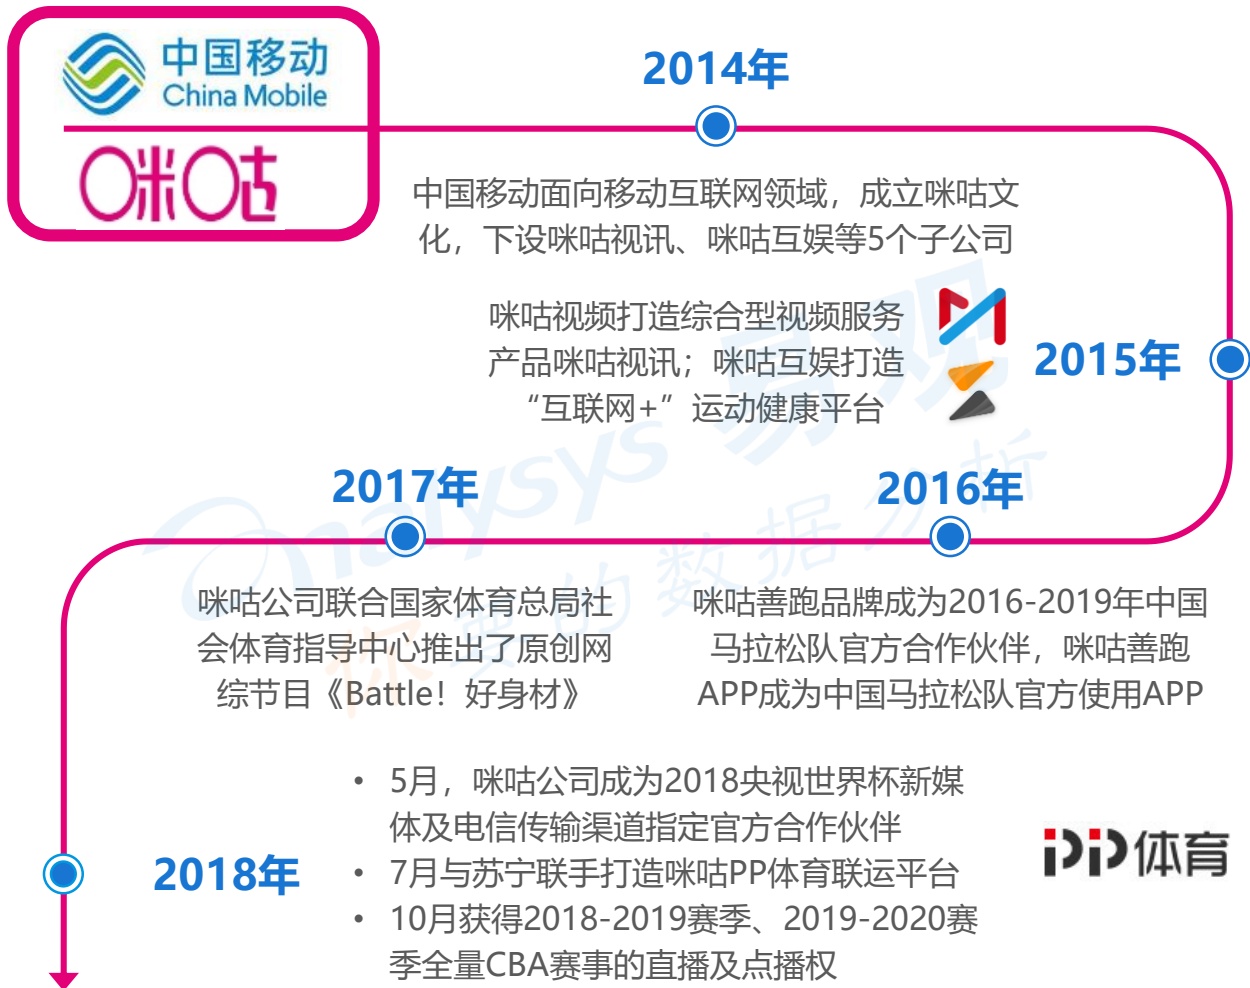 中国移动
China Mobile
咪咕
2014年
中国移动面向移动互联网领域，成立咪咕文
化，下设咪咕视讯、咪咕互娱等5个子公司
咪咕视频打造综合型视频服务
产品咪咕视讯；咪咕互娱打造
“互联网+”运动健康平台
2015年
2016年
咪咕善跑品牌成为2016-2019年中国
马拉松队官方合作伙伴，咪咕善跑
APP成为中国马拉松队官方使用APP
2017年
咪咕公司联合国家体育总局社
会体育指导中心推出了原创网
综节目《Battle！好身材》
2018年
• 5月，咪咕公司成为2018央视世界杯新媒
体及电信传输渠道指定官方合作伙伴
• 7月与苏宁联手打造咪咕PP体育联运平台
• 10月获得2018-2019赛季、2019-2020赛
季全量CBA赛事的直播及点播权
PP体育
analysys 易观
你要的数据分析